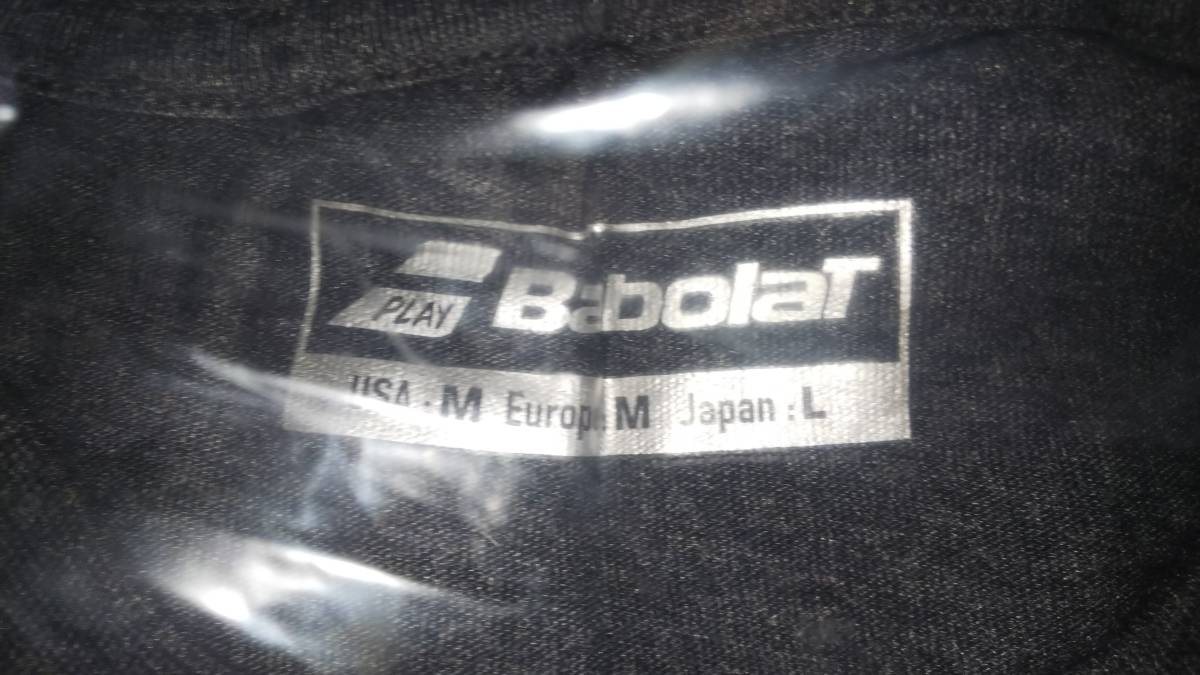 PLAY BabolaT
USA : M Europe: M Japan : L